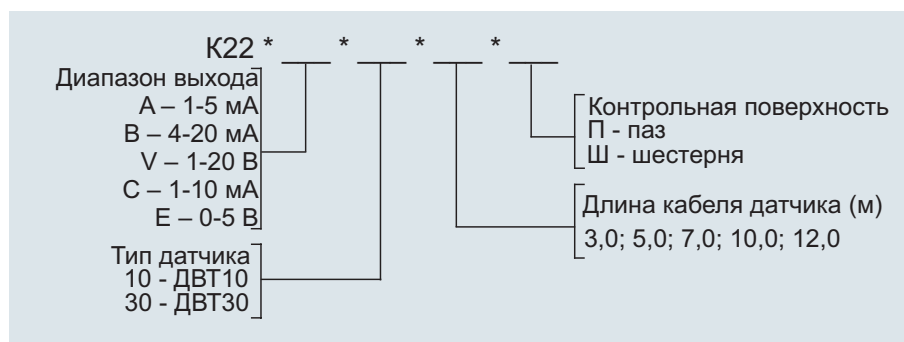 К22 * ___ * ___ * ___ * ___
Диапазон выхода
А – 1-5 мА
В – 4-20 мА
V – 1-20 В
С – 1-10 мА
Е – 0-5 В
Тип датчика
10 - ДВТ10
30 - ДВТ30
Контрольная поверхность
П - паз
Ш - шестерня
Длина кабеля датчика (м)
3,0; 5,0; 7,0; 10,0; 12,0